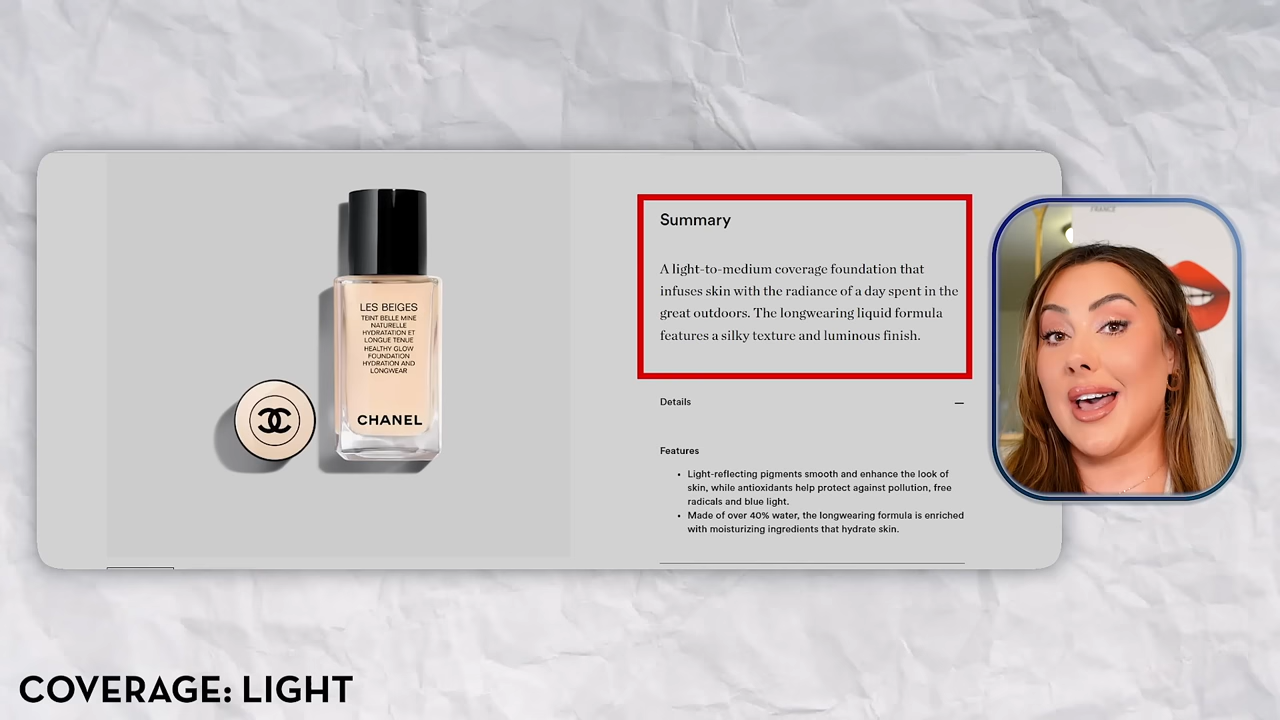 LES BEIGES
TEINT BELLE MINE
NATURELLE
HYDRATATION ET
LONGUE TENUE
HEALTHY GLOW
FOUNDATION
HYDRATION AND
LONGWEAR
CHANEL
Summary
A light-to-medium coverage foundation that
infuses skin with the radiance of a day spent in the
great outdoors. The longwearing liquid formula
features a silky texture and luminous finish.
Details
Features
• Light-reflecting pigments smooth and enhance the look of
skin, while antioxidants help protect against pollution, free
radicals and blue light.
• Made of over 40% water, the longwearing formula is enriched
with moisturizing ingredients that hydrate skin.
FRANCE
COVERAGE: LIGHT